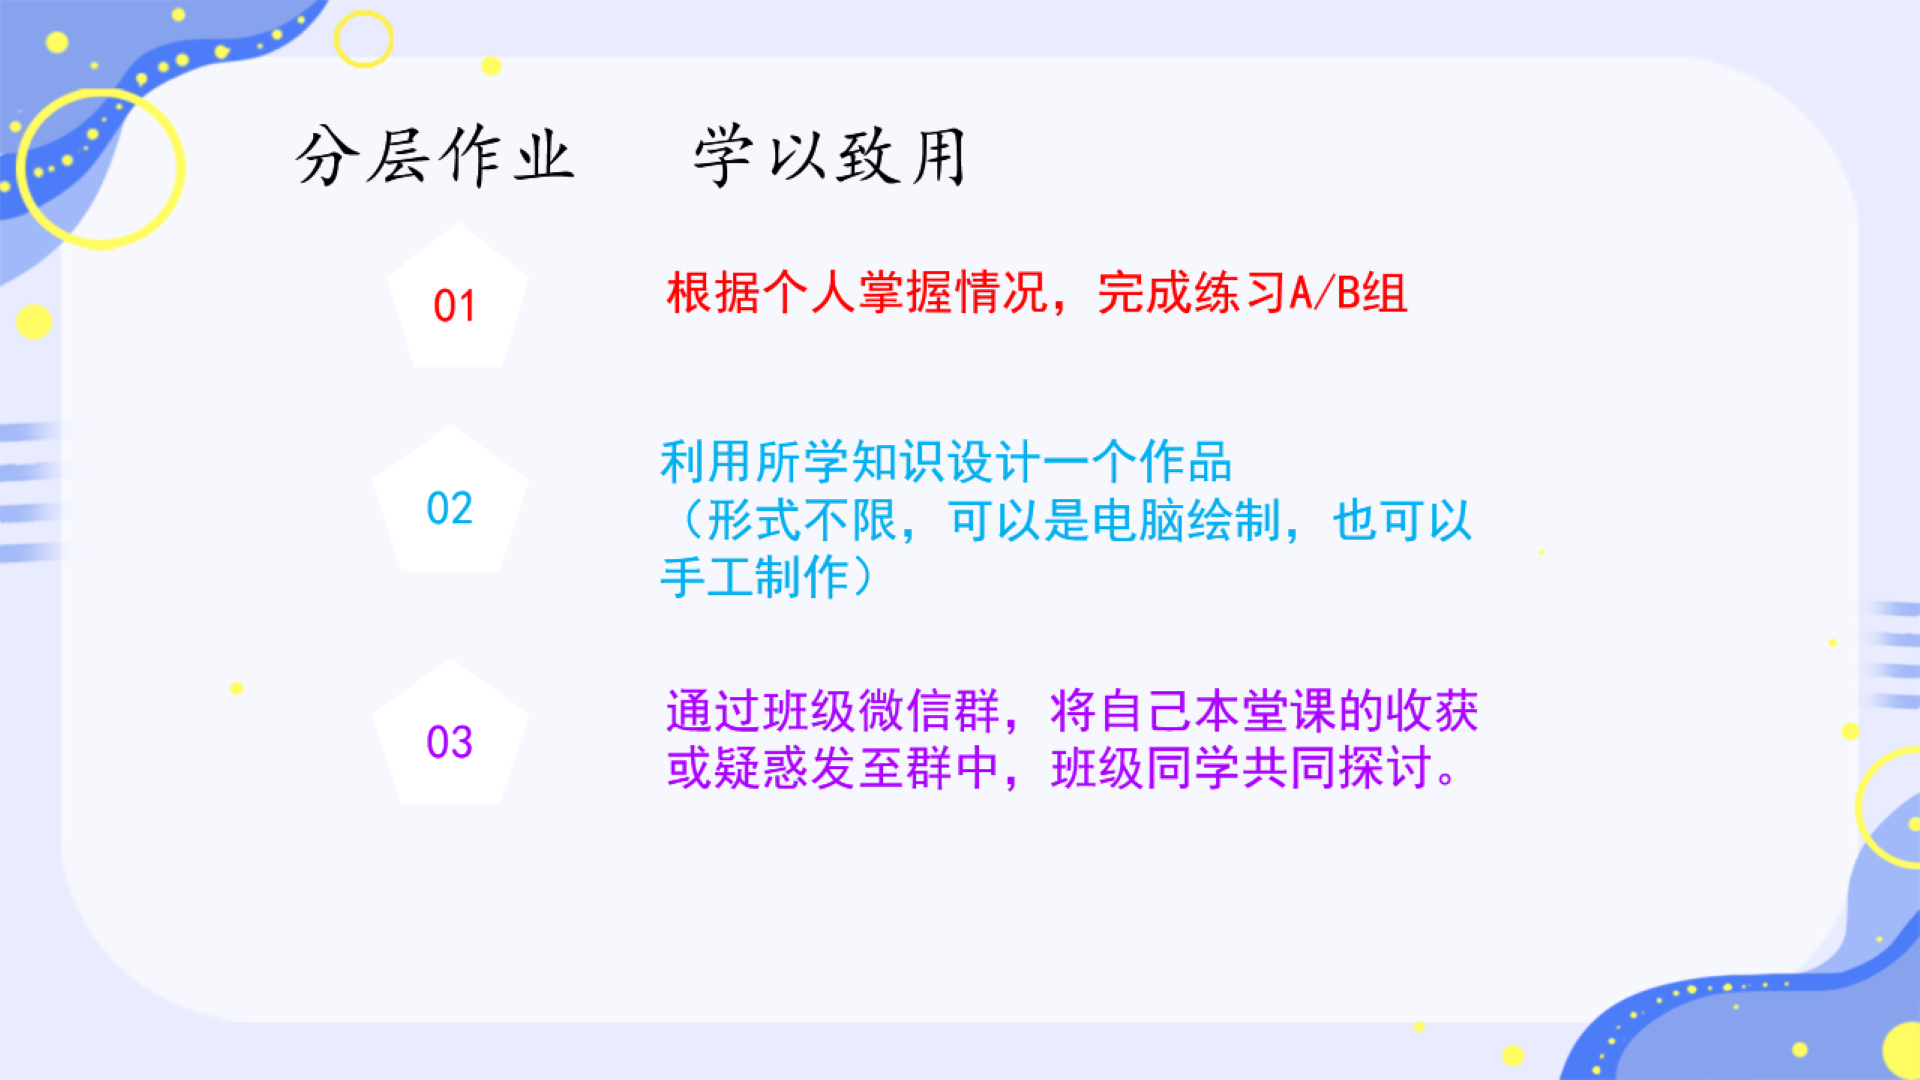 分层作业 学以致用
01
根据个人掌握情况，完成练习A/B组
02
利用所学知识设计一个作品
（形式不限，可以是电脑绘制，也可以
手工制作）
03
通过班级微信群，将自己本堂课的收获
或疑惑发至群中，班级同学共同探讨。